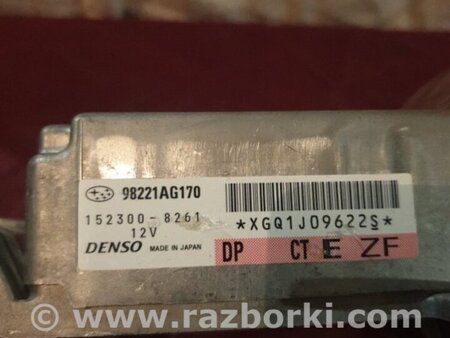 98221AG170
152300-8261
12V
DENSO MADE IN JAPAN
*XGQ1J09622S*
DP CT E ZF
www.razborki.com